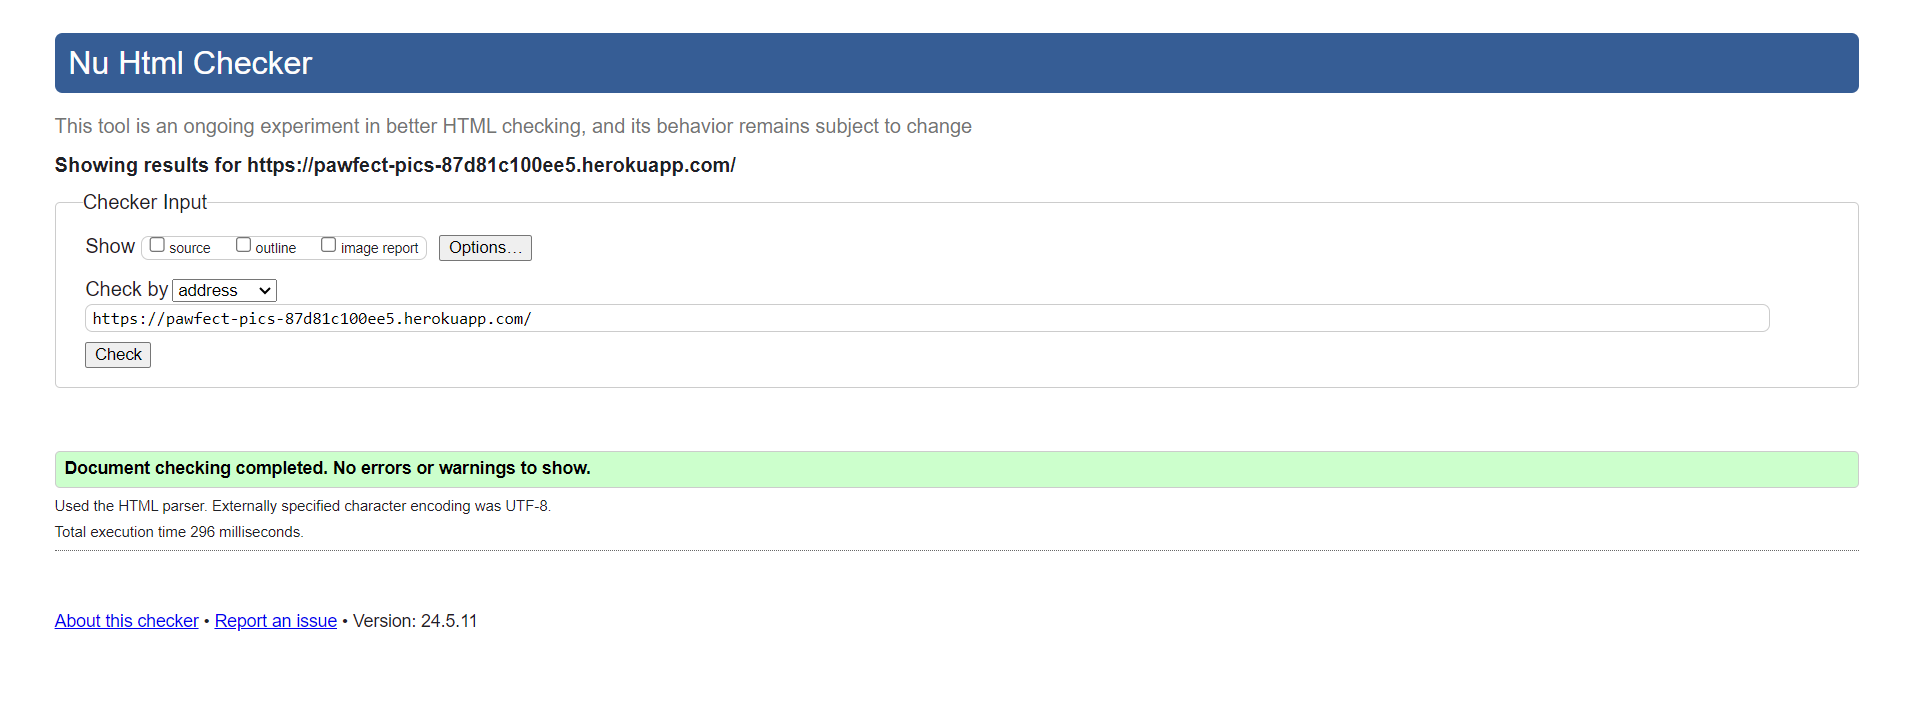 Nu Html Checker
This tool is an ongoing experiment in better HTML checking, and its behavior remains subject to change
Showing results for https://pawfect-pics-87d81c100ee5.herokuapp.com/
Checker Input
Show source outline image report Options...
Check by address
https://pawfect-pics-87d81c100ee5.herokuapp.com/
Check
Document checking completed. No errors or warnings to show.
Used the HTML parser. Externally specified character encoding was UTF-8.
Total execution time 296 milliseconds.
About this checker • Report an issue • Version: 24.5.11